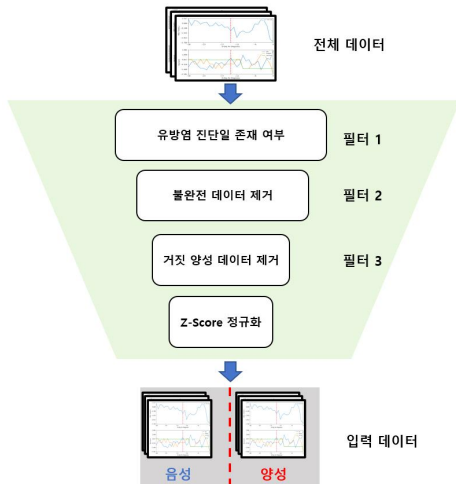 전체 데이터
유방염 진단일 존재 여부
필터 1
불완전 데이터 제거
필터 2
거짓 양성 데이터 제거
필터 3
Z-Score 정규화
입력 데이터
음성
양성